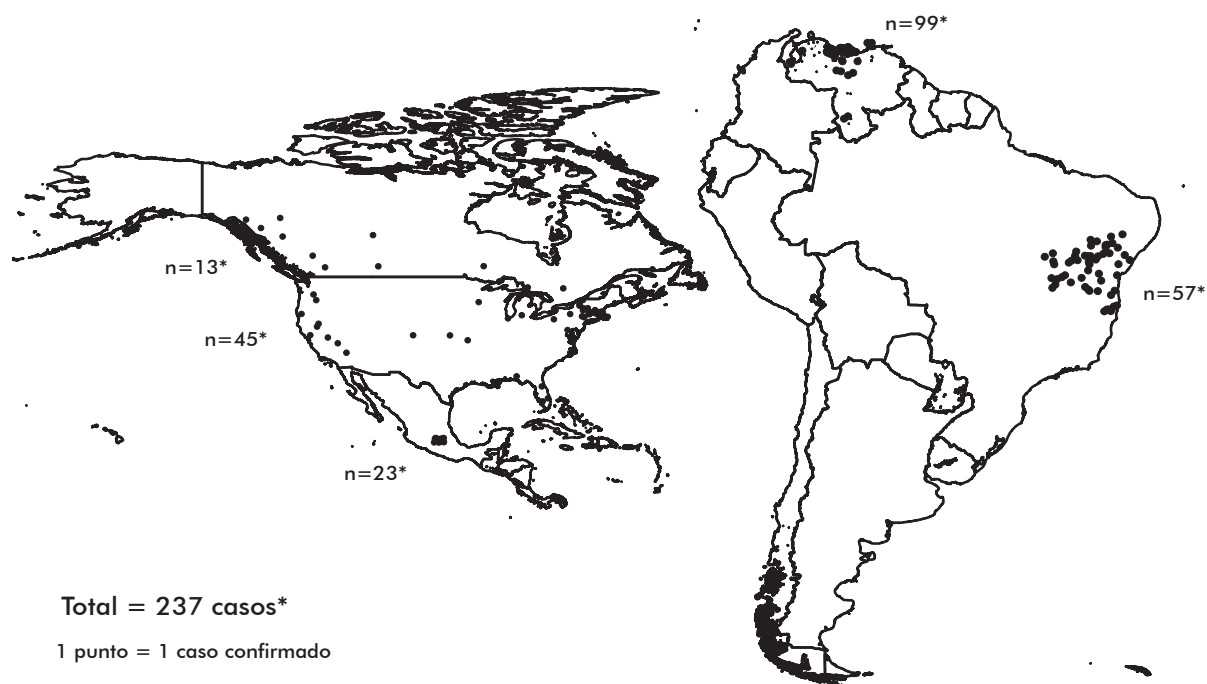 n=99*
n=13*
n=57*
n=45*
n=23*
Total = 237 casos*
1 punto = 1 caso confirmado